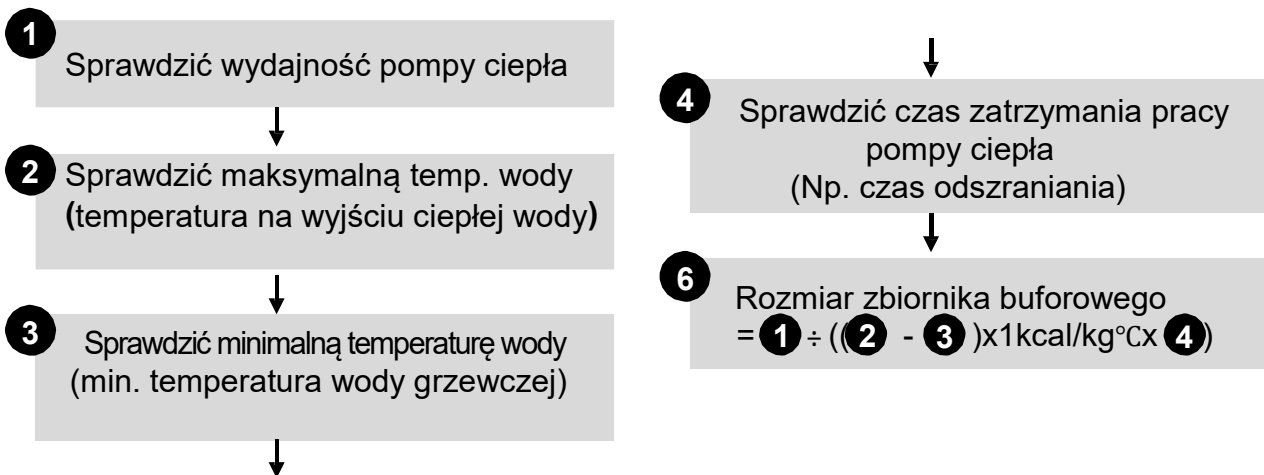 1
Sprawdzić wydajność pompy ciepła
2
Sprawdzić maksymalną temp. wody
(temperatura na wyjściu ciepłej wody)
3
Sprawdzić minimalną temperaturę wody
(min. temperatura wody grzewczej)
4
Sprawdzić czas zatrzymania pracy
pompy ciepła
(Np. czas odszraniania)
6
Rozmiar zbiornika buforowego
= 1 ÷ ((2 - 3 )x1kcal/kg℃x 4)